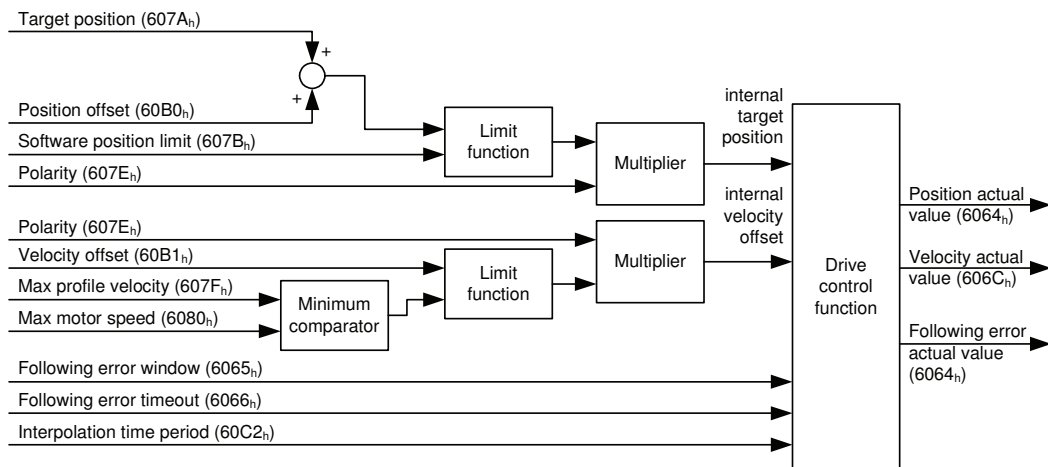 Target position (607Ah)
+
+
Position offset (60B0h)
Software position limit (607Bh)
Polarity (607Eh)
Limit
function
Multiplier
internal
target
position
Polarity (607Eh)
Velocity offset (60B1h)
Max profile velocity (607Fh)
Max motor speed (6080h)
Minimum
comparator
Limit
function
Multiplier
internal
velocity
offset
Following error window (6065h)
Following error timeout (6066h)
Interpolation time period (60C2h)
Drive
control
function
Position actual
value (6064h)
Velocity actual
value (606Ch)
Following error
actual value
(6064h)